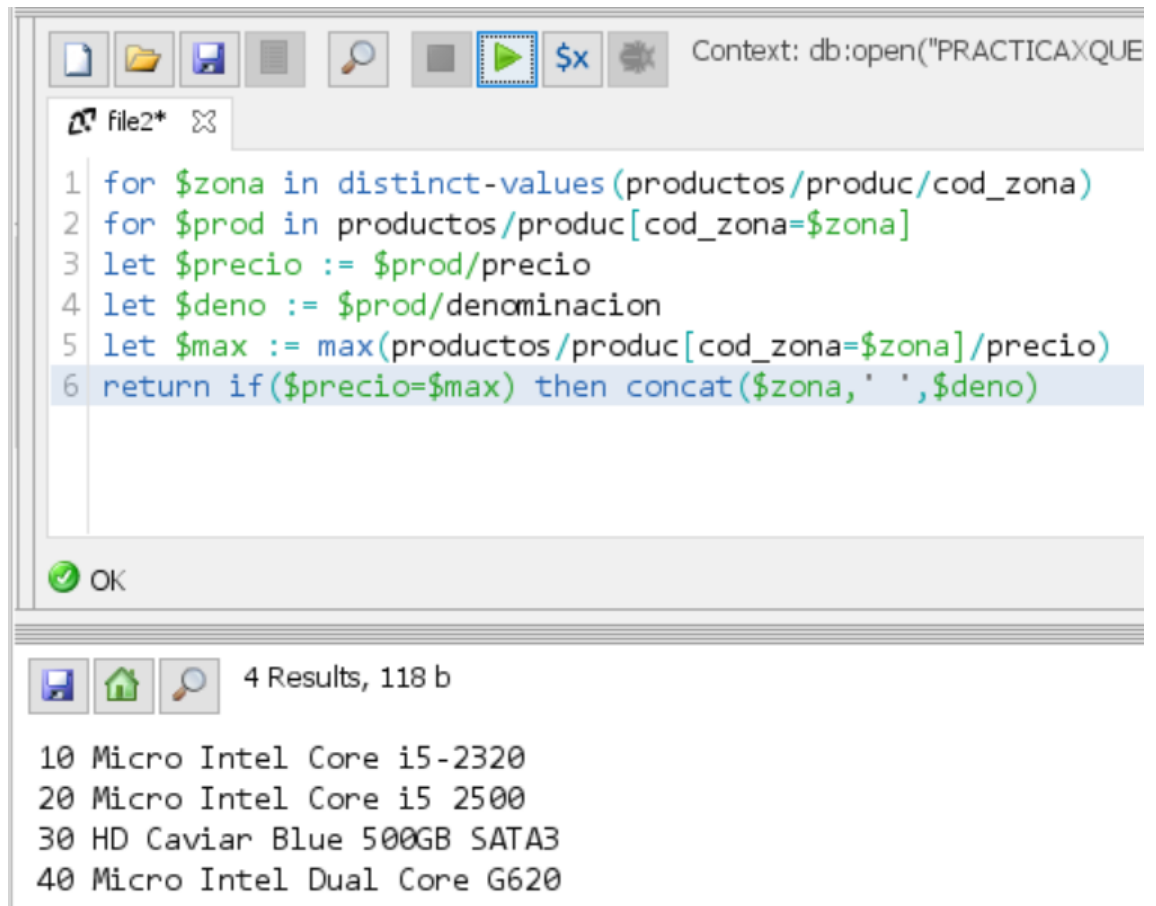 $x Context: db:open("PRACTICAXQUE
file2*
1 for $zona in distinct-values(productos/produc/cod_zona)
2 for $prod in productos/produc[cod_zona=$zona]
3 let $precio := $prod/precio
4 let $deno := $prod/denominacion
5 let $max := max(productos/produc[cod_zona=$zona]/precio)
6 return if($precio=$max) then concat($zona,' ',$deno)
OK
4 Results, 118 b
10 Micro Intel Core i5-2320
20 Micro Intel Core i5 2500
30 HD Caviar Blue 500GB SATA3
40 Micro Intel Dual Core G620